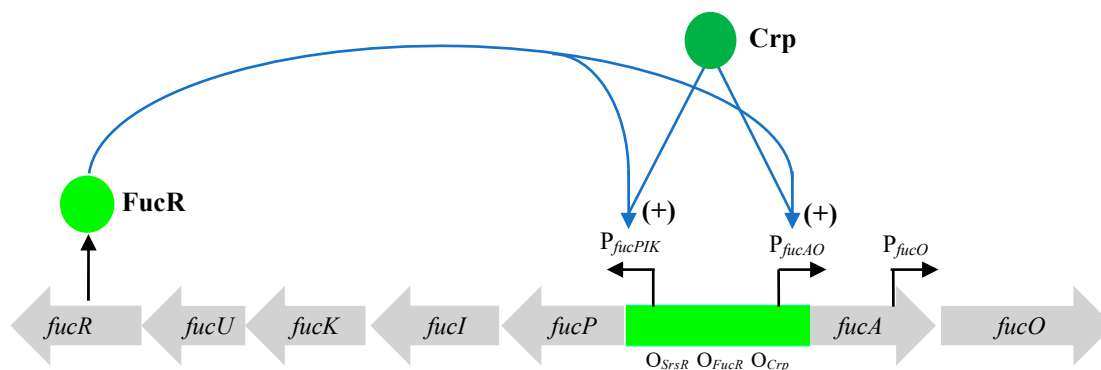 Crp
FucR
(+) (+)
PfucPIK PfucAO PfucO
fucR fucU fucK fucI fucP fucA fucO
OSrsR OFucR OCrp